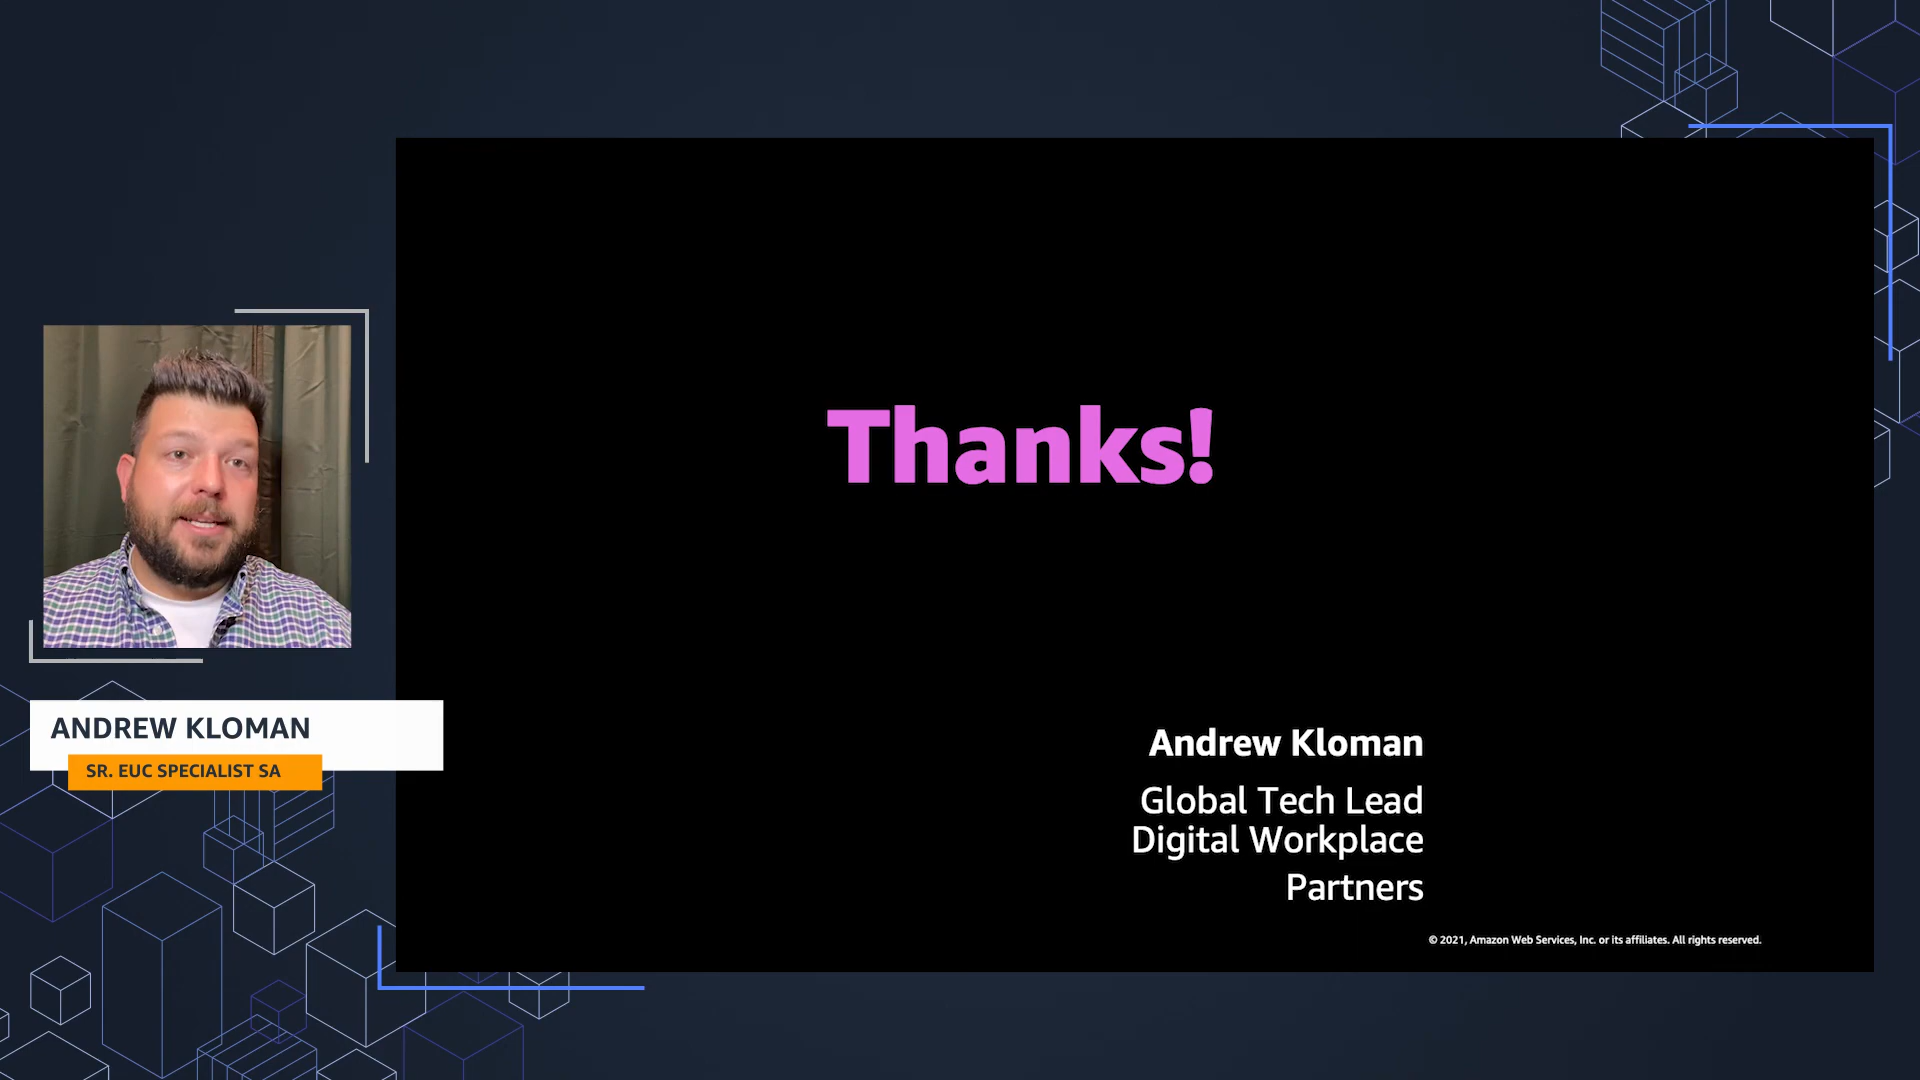 Thanks!
ANDREW KLOMAN
SR. EUC SPECIALIST SA
Andrew Kloman
Global Tech Lead
Digital Workplace
Partners
© 2021, Amazon Web Services, Inc. or its affiliates. All rights reserved.